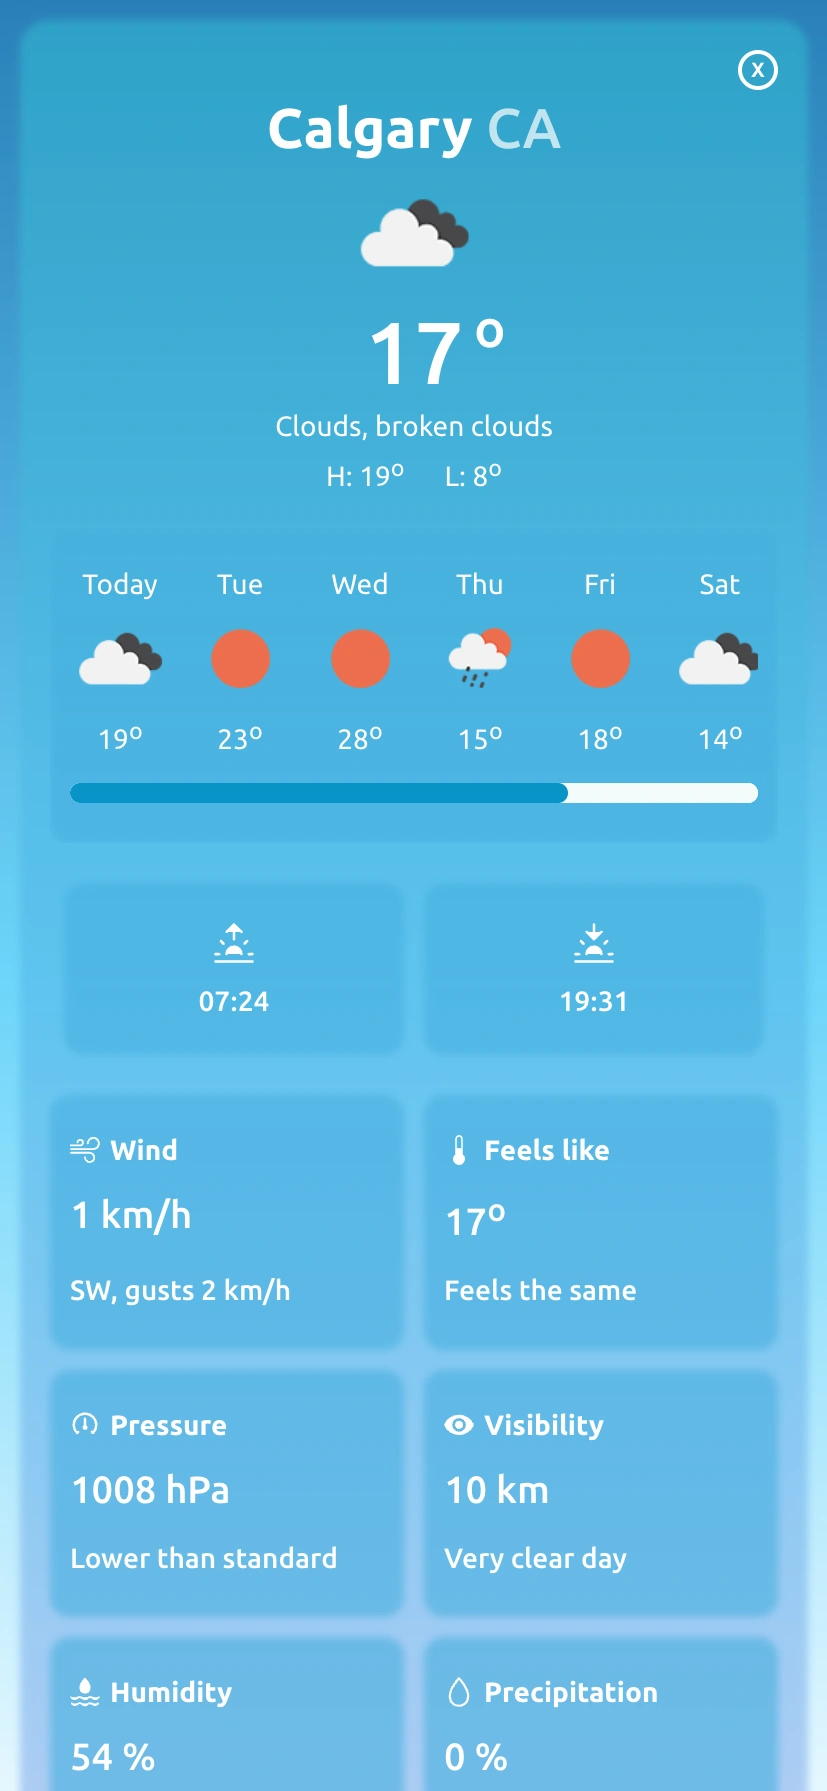 X
Calgary CA
17°
Clouds, broken clouds
H: 19° L: 8°
Today Tue Wed Thu Fri Sat
19° 23° 28° 15° 18° 14°
07:24 19:31
Wind
1 km/h
SW, gusts 2 km/h
Feels like
17°
Feels the same
Pressure
1008 hPa
Lower than standard
Visibility
10 km
Very clear day
Humidity
54 %
Precipitation
0 %